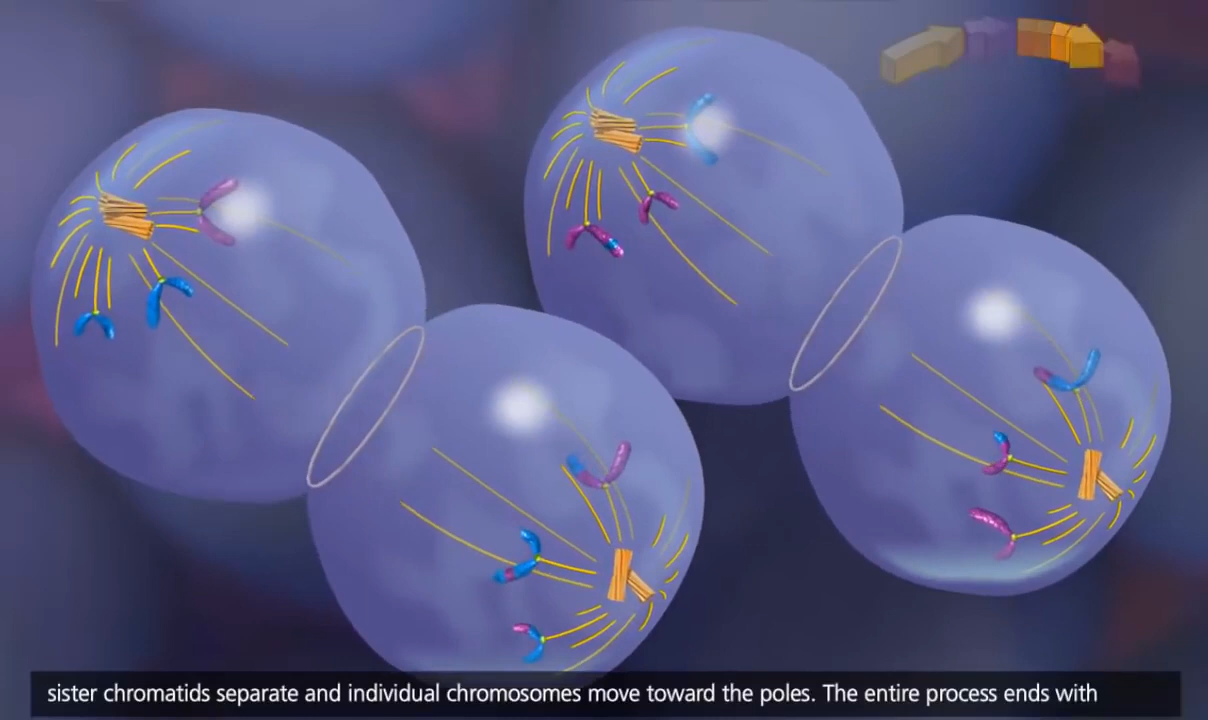 sister chromatids separate and individual chromosomes move toward the poles. The entire process ends with